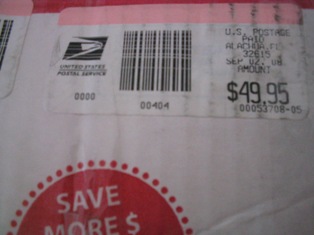 U.S. POSTAGE
PAID
ALACHUA, FL
32615
SEP 02, 08
AMOUNT
$49.95
00053708-05
UNITED STATES
POSTAL SERVICE
0000
00404
SAVE
MORE $